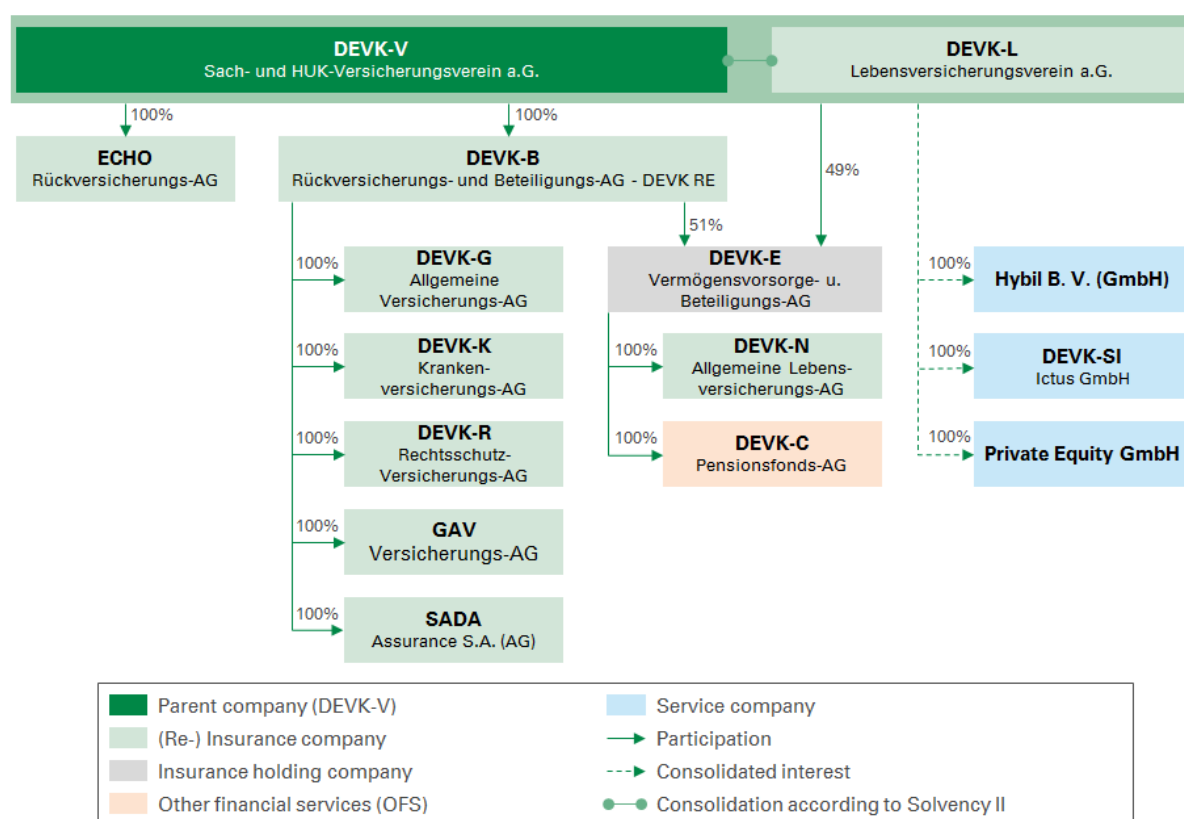 DEVK-V
Sach- und HUK-Versicherungsverein a.G.
DEVK-L
Lebensversicherungsverein a.G.
100%
100%
49%
ECHO
Rückversicherungs-AG
DEVK-B
Rückversicherungs- und Beteiligungs-AG - DEVK RE
51%
100%
DEVK-G
Allgemeine
Versicherungs-AG
DEVK-E
Vermögensvorsorge- u.
Beteiligungs-AG
100%
Hybil B. V. (GmbH)
100%
DEVK-K
Kranken-
versicherungs-AG
100%
DEVK-N
Allgemeine Lebens-
versicherungs-AG
100%
DEVK-SI
Ictus GmbH
100%
DEVK-R
Rechtsschutz-
Versicherungs-AG
100%
DEVK-C
Pensionsfonds-AG
100%
Private Equity GmbH
100%
GAV
Versicherungs-AG
100%
SADA
Assurance S.A. (AG)
Parent company (DEVK-V)
(Re-) Insurance company
Insurance holding company
Other financial services (OFS)
Service company
Participation
Consolidated interest
Consolidation according to Solvency II